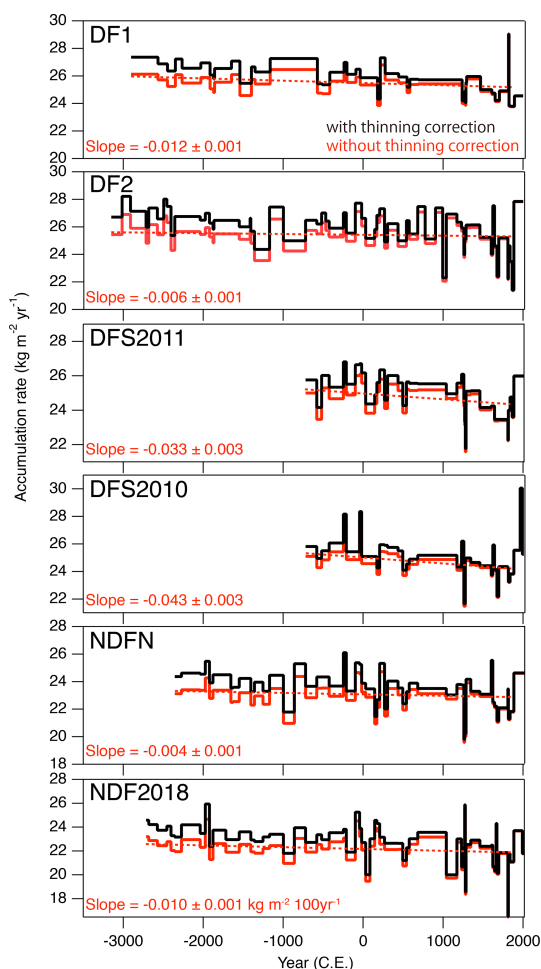 30
DF1
28
26
24
with thinning correction
22
Slope = -0.012 ± 0.001
without thinning correction
20
30
DF2
28
26
24
22
Slope = -0.006 ± 0.001
20
Accumulation rate (kg m-2 yr-1)
DFS2011
28
26
24
22
Slope = -0.033 ± 0.003
30
DFS2010
28
26
24
22
Slope = -0.043 ± 0.003
28
NDFN
26
24
22
20
Slope = -0.004 ± 0.001
18
28
NDF2018
26
24
22
20
18
Slope = -0.010 ± 0.001 kg m-2 100yr-1
-3000 -2000 -1000 0 1000 2000
Year (C.E.)